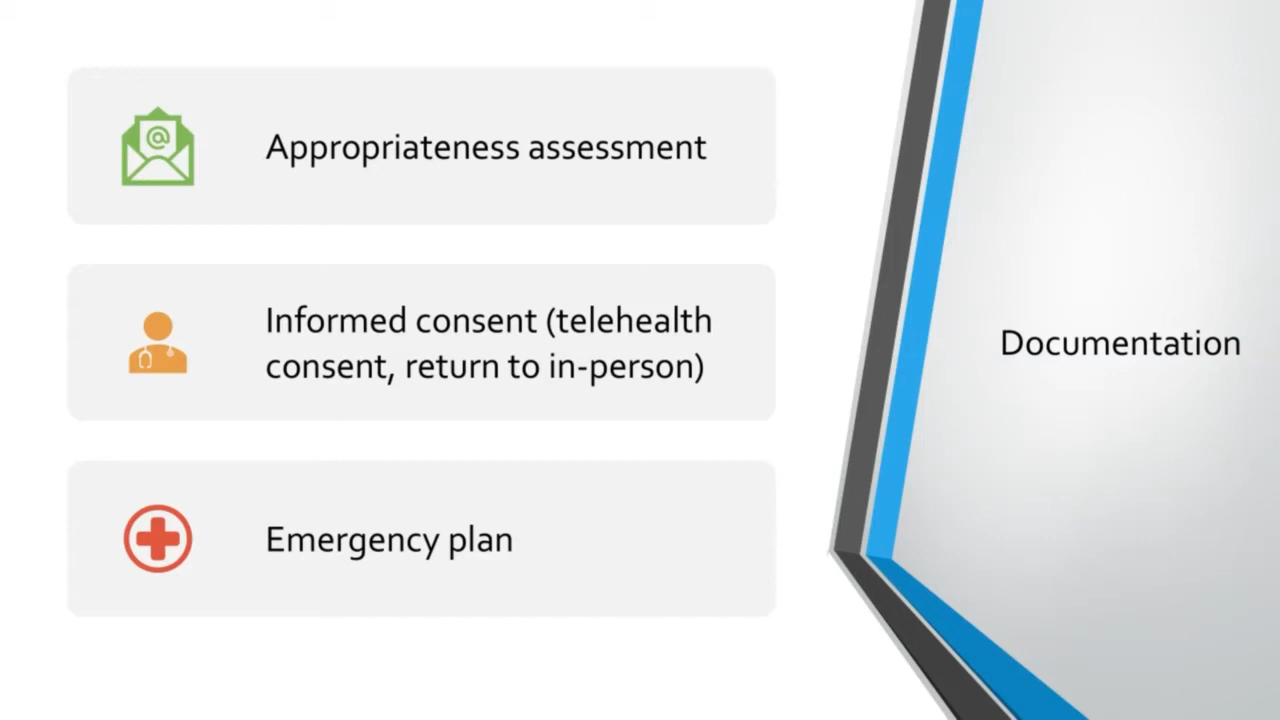 Appropriateness assessment
Informed consent (telehealth
consent, return to in-person)
Emergency plan
Documentation